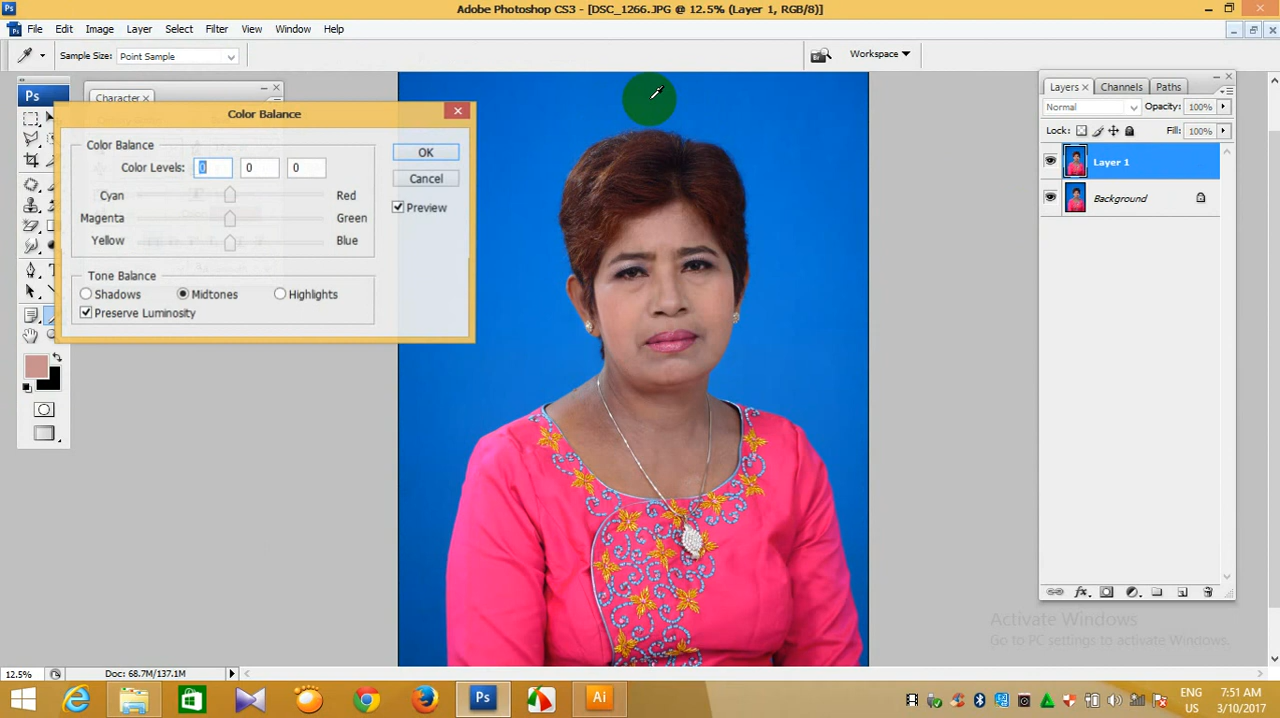 Adobe Photoshop CS3 - [DSC_1266.JPG @ 12.5% (Layer 1, RGB/8)]
File Edit Image Layer Select Filter View Window Help
Sample Size: Point Sample
Workspace
Ps
Character
Color Balance
Color Balance
Color Levels: 0 0 0
Cyan Red
Magenta Green
Yellow Blue
Tone Balance
Shadows Midtones Highlights
Preserve Luminosity
OK
Cancel
Preview
Layers Channels Paths
Normal Opacity: 100%
Lock: Fill: 100%
Layer 1
Background
fx
Activate Windows
Go to PC settings to activate Windows.
12.5% Doc: 68.7M/137.1M
Ps Ai
ENG
US
7:51 AM
3/10/2017